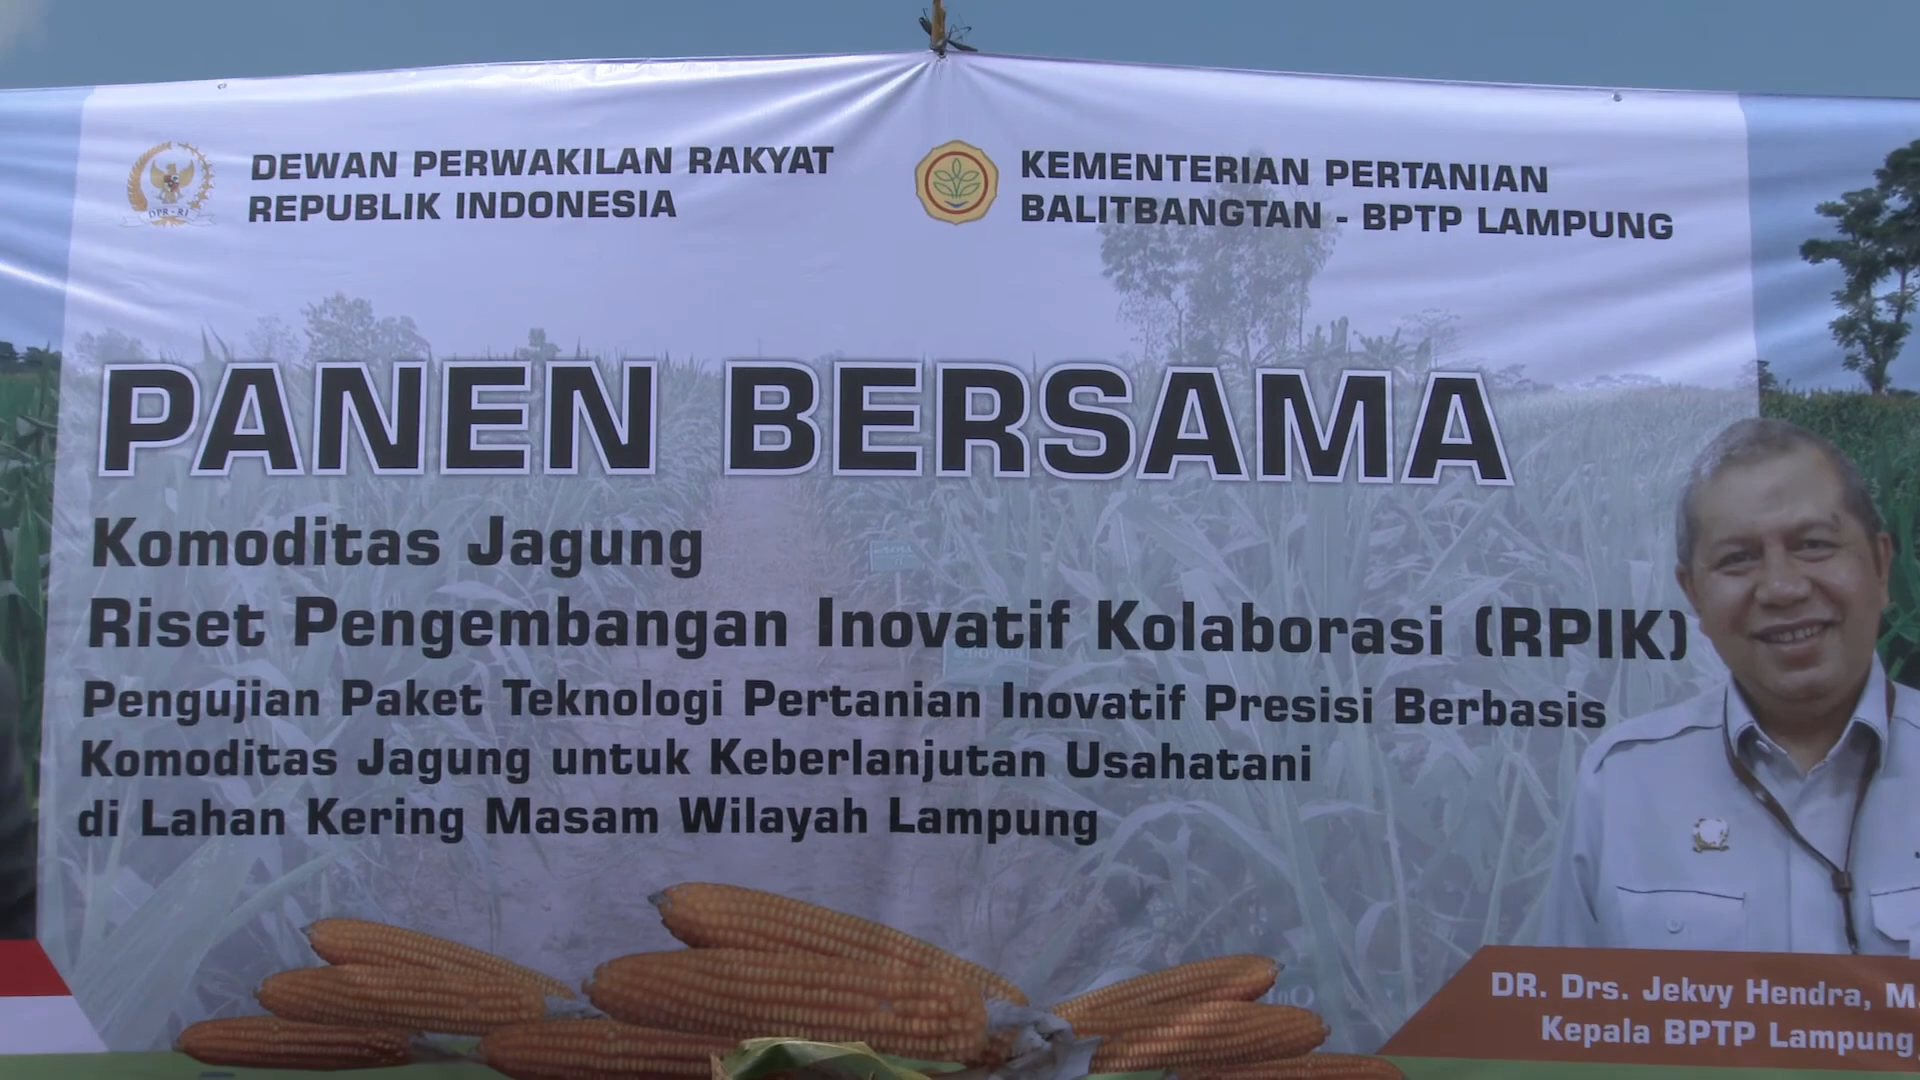 DPR - RI
DEWAN PERWAKILAN RAKYAT
REPUBLIK INDONESIA
KEMENTERIAN PERTANIAN
BALITBANGTAN - BPTP LAMPUNG
PANEN BERSAMA
Komoditas Jagung
Riset Pengembangan Inovatif Kolaborasi (RPIK)
Pengujian Paket Teknologi Pertanian Inovatif Presisi Berbasis
Komoditas Jagung untuk Keberlanjutan Usahatani
di Lahan Kering Masam Wilayah Lampung
DR. Drs. Jekvy Hendra,
Kepala BPTP Lampung